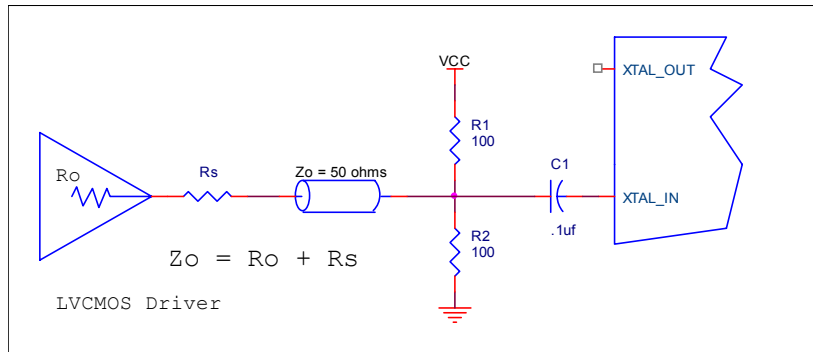 VCC
XTAL_OUT
R1
100
Ro
Rs
Zo = 50 ohms
C1
XTAL_IN
.1uf
R2
100
Zo = Ro + Rs
LVCMOS Driver